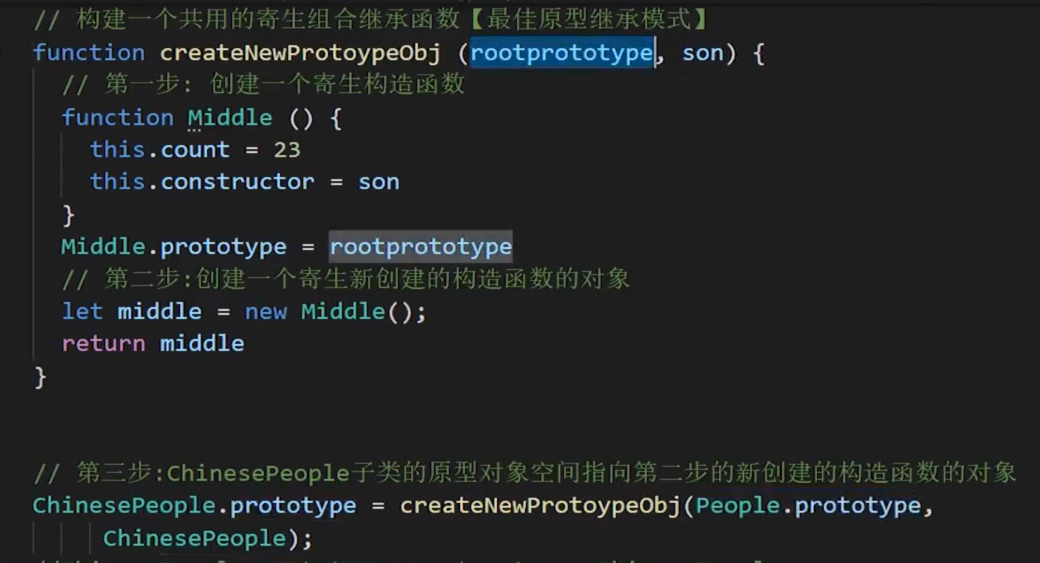 // 构建一个共用的寄生组合继承函数【最佳原型继承模式】
function createNewProtoypeObj (rootprototype, son) {
// 第一步: 创建一个寄生构造函数
function Middle () {
this.count = 23
this.constructor = son
}
Middle.prototype = rootprototype
// 第二步:创建一个寄生新创建的构造函数的对象
let middle = new Middle();
return middle
}
// 第三步:ChinesePeople子类的原型对象空间指向第二步的新创建的构造函数的对象
ChinesePeople.prototype = createNewProtoypeObj(People.prototype,
ChinesePeople);